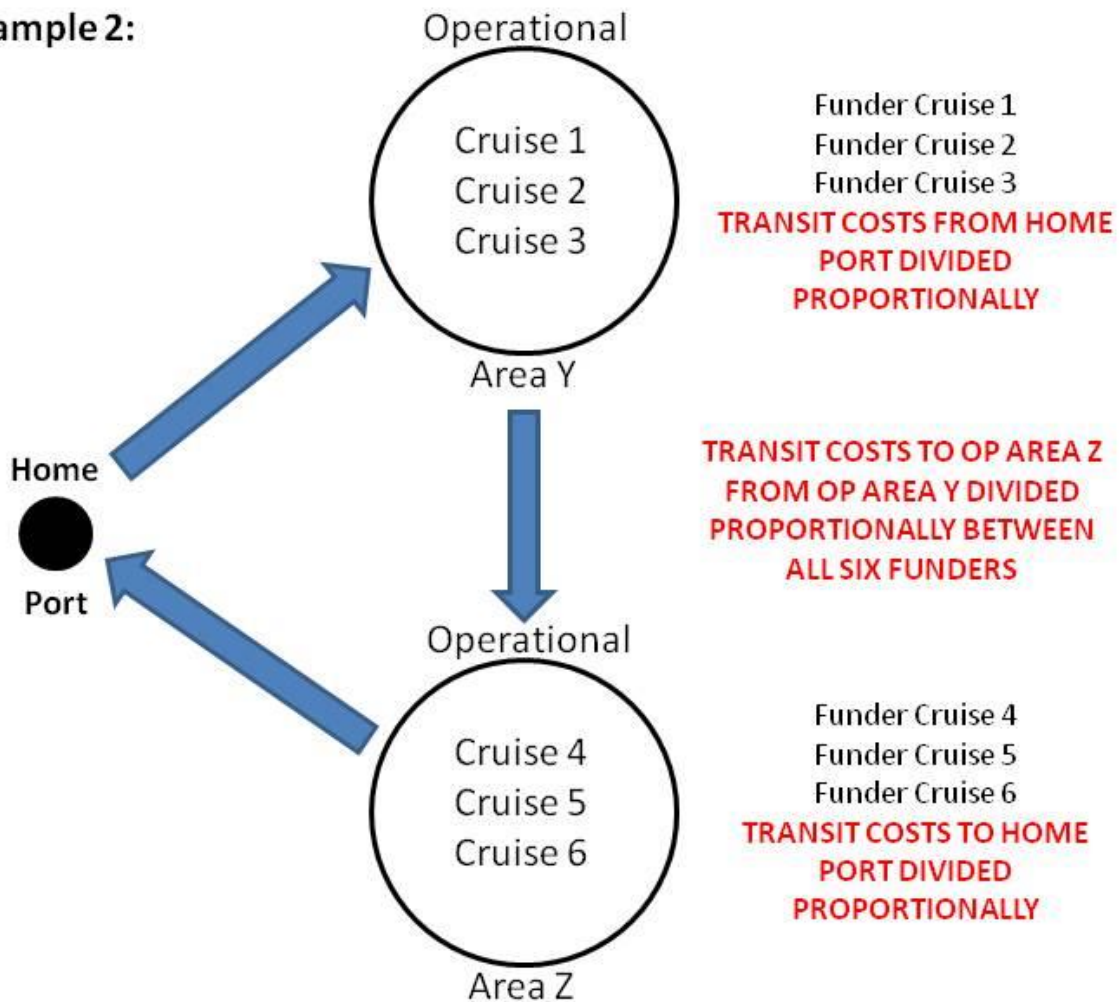 ample 2:
Operational
Cruise 1
Cruise 2
Cruise 3
Area Y
Funder Cruise 1
Funder Cruise 2
Funder Cruise 3
TRANSIT COSTS FROM HOME
PORT DIVIDED
PROPORTIONALLY
Home
Port
TRANSIT COSTS TO OP AREA Z
FROM OP AREA Y DIVIDED
PROPORTIONALLY BETWEEN
ALL SIX FUNDERS
Operational
Cruise 4
Cruise 5
Cruise 6
Area Z
Funder Cruise 4
Funder Cruise 5
Funder Cruise 6
TRANSIT COSTS TO HOME
PORT DIVIDED
PROPORTIONALLY